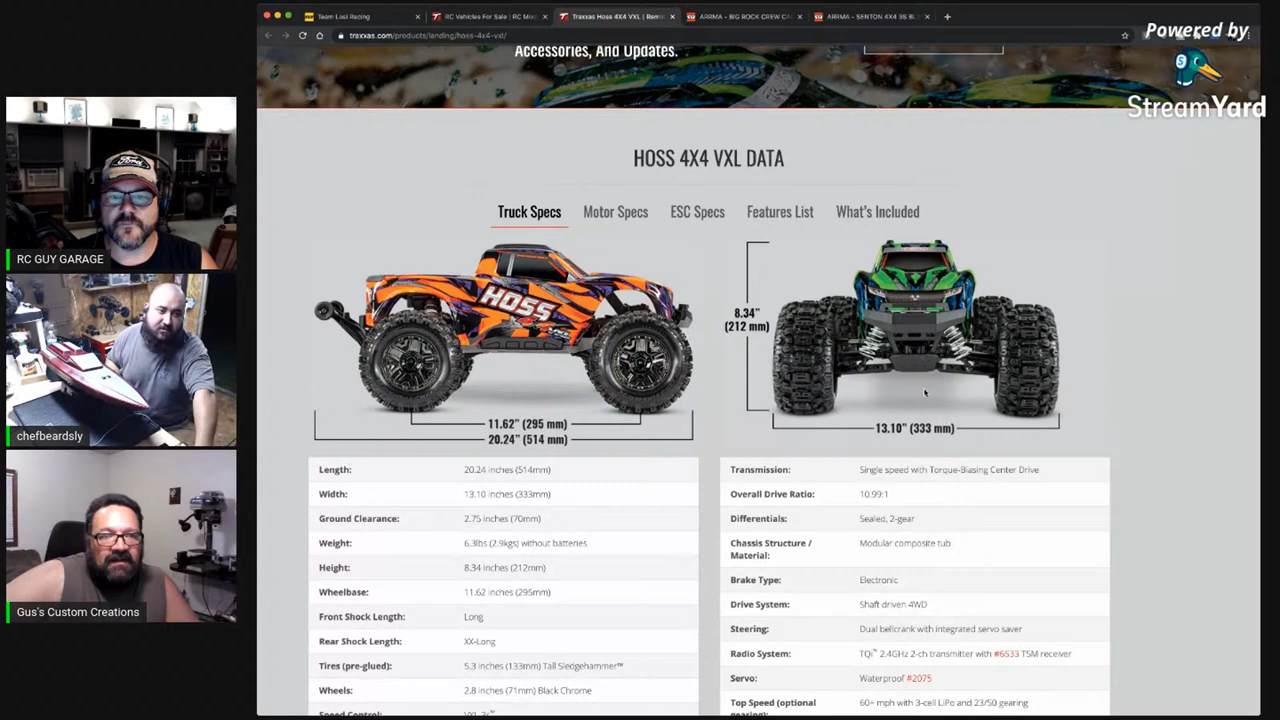 Team Losi Racing
RC Vehicles For Sale | RC Mo
Traxxas Hoss 4X4 VXL | Rem
ARRMA - BIG ROCK CREW CA
ARRMA - SENTON 4X4 3S BL
traxxas.com/products/landing/hoss-4x4-vxl/
Powered by
S
StreamYard
Accessories, And Updates.
HOSS 4X4 VXL DATA
Truck Specs
Motor Specs
ESC Specs
Features List
What's Included
HOSS
8.34"
(212 mm)
11.62" (295 mm)
20.24" (514 mm)
13.10" (333 mm)
Length: 20.24 inches (514mm)
Width: 13.10 inches (333mm)
Ground Clearance: 2.75 inches (70mm)
Weight: 6.3lbs (2.9kgs) without batteries
Height: 8.34 inches (212mm)
Wheelbase: 11.62 inches (295mm)
Front Shock Length: Long
Rear Shock Length: XX-Long
Tires (pre-glued): 5.3 inches (133mm) Tall Sledgehammer™
Wheels: 2.8 inches (71mm) Black Chrome
Speed Control: VXL-3s™
Transmission: Single speed with Torque-Biasing Center Drive
Overall Drive Ratio: 10.99:1
Differentials: Sealed, 2-gear
Chassis Structure / Modular composite tub
Material:
Brake Type: Electronic
Drive System: Shaft driven 4WD
Steering: Dual bellcrank with integrated servo saver
Radio System: TQi™ 2.4GHz 2-ch transmitter with #6533 TSM receiver
Servo: Waterproof #2075
Top Speed (optional 60+ mph with 3-cell LiPo and 23/50 gearing
gearing):
Ford
RC GUY GARAGE
chefbeardsly
Gus's Custom Creations